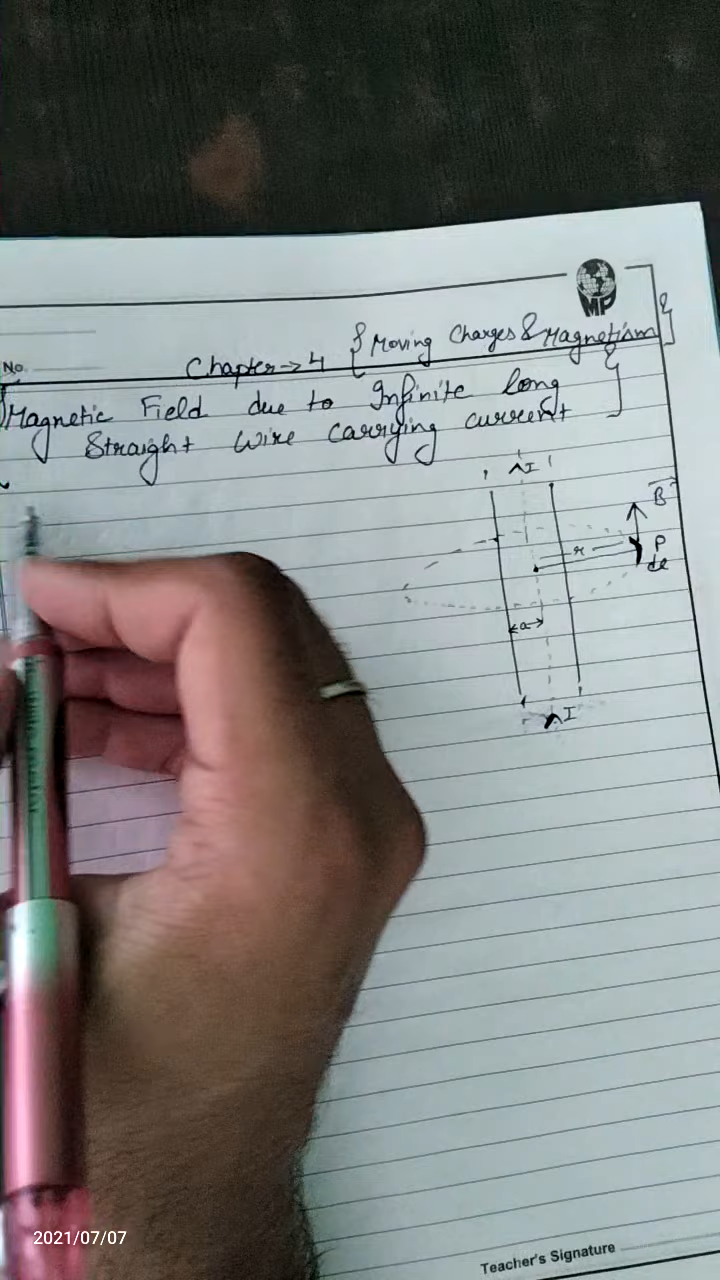 MP
No.
Chapter → 4 { Moving Charges & Magnetism }
Magnetic Field due to Infinite long }
Straight wire carrying current
I
B
r P
dl
a
I
2021/07/07
Teacher's Signature